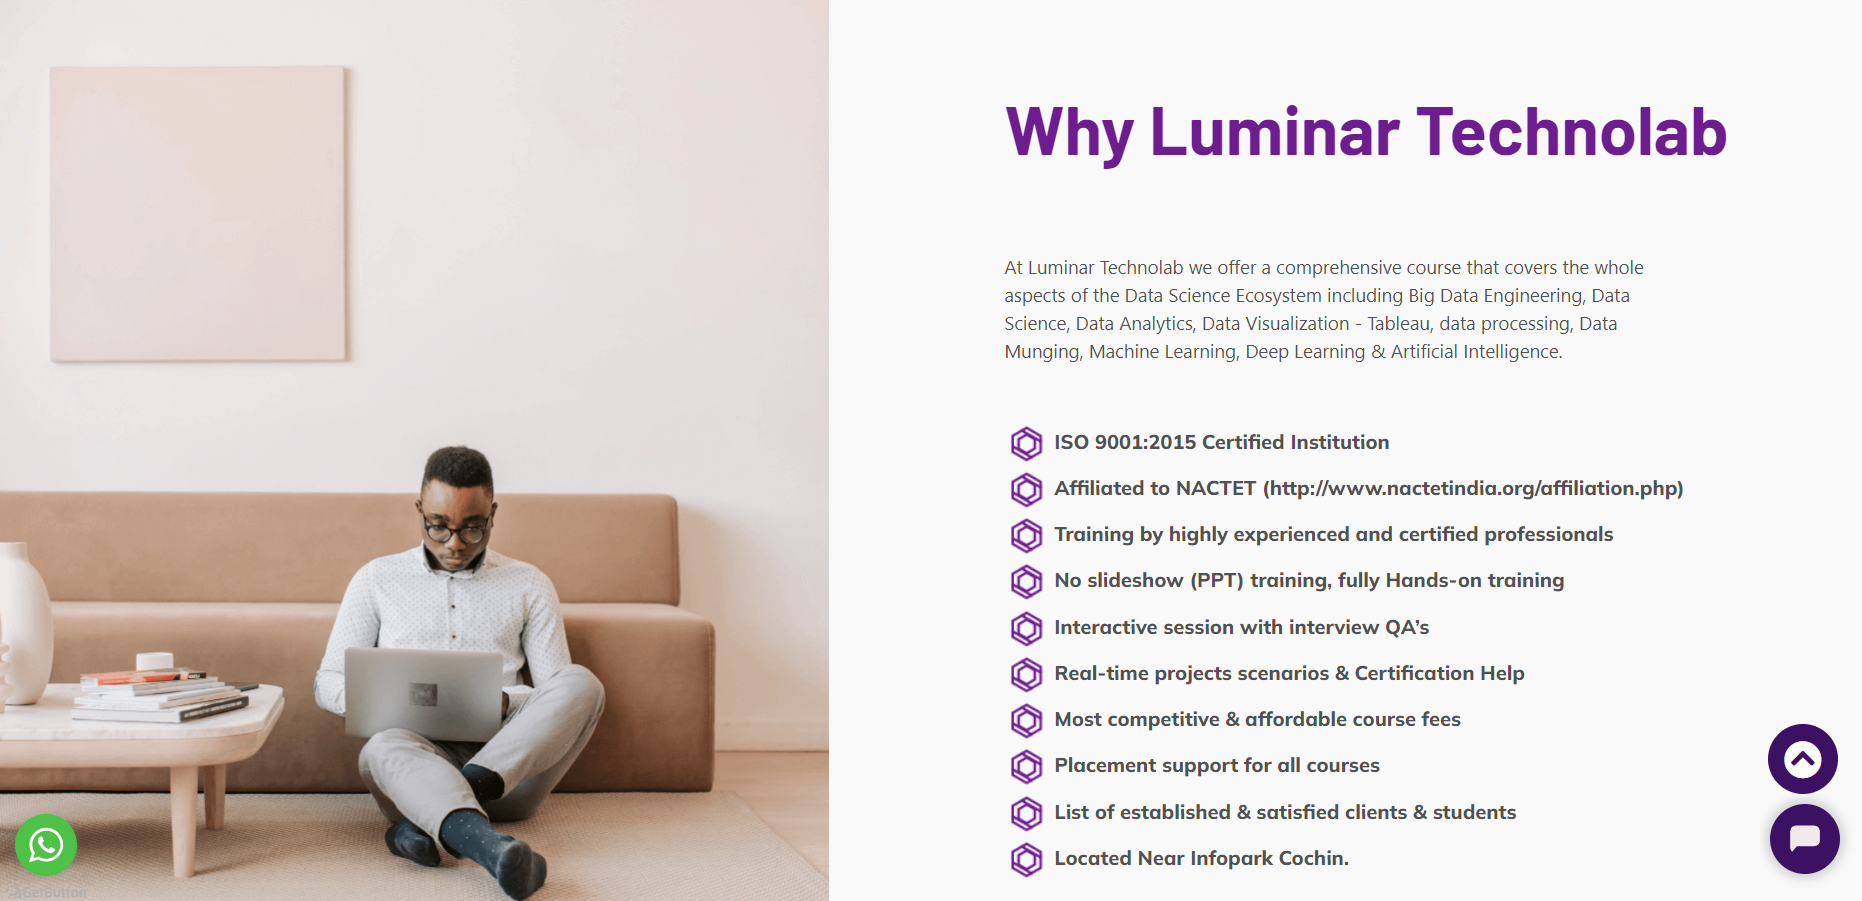 Why Luminar Technolab
At Luminar Technolab we offer a comprehensive course that covers the whole
aspects of the Data Science Ecosystem including Big Data Engineering, Data
Science, Data Analytics, Data Visualization - Tableau, data processing, Data
Munging, Machine Learning, Deep Learning & Artificial Intelligence.
ISO 9001:2015 Certified Institution
Affiliated to NACTET (http://www.nactetindia.org/affiliation.php)
Training by highly experienced and certified professionals
No slideshow (PPT) training, fully Hands-on training
Interactive session with interview QA’s
Real-time projects scenarios & Certification Help
Most competitive & affordable course fees
Placement support for all courses
List of established & satisfied clients & students
Located Near Infopark Cochin.
GetButton